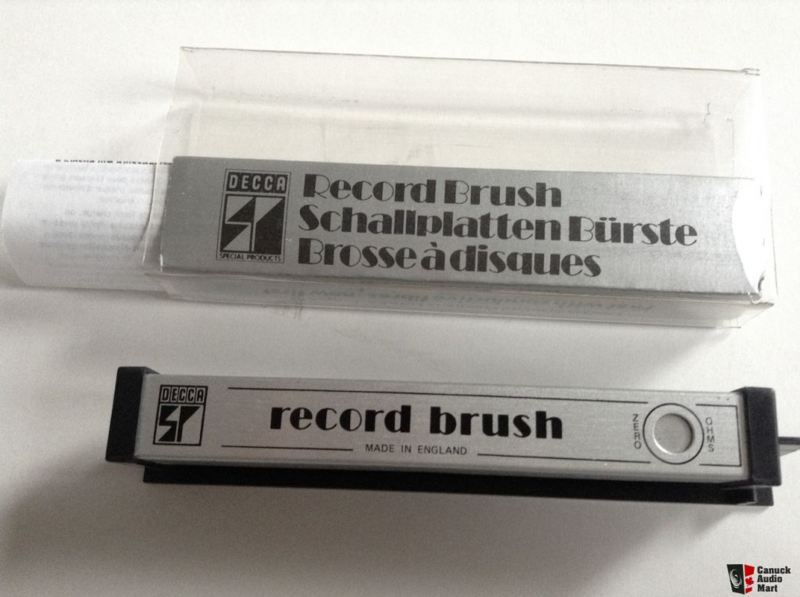 DECCA
SPECIAL PRODUCTS
Record Brush
Schallplatten Bürste
Brosse à disques
DECCA
record brush
MADE IN ENGLAND
ZERO
OHMS
Canuck
Audio
Mart